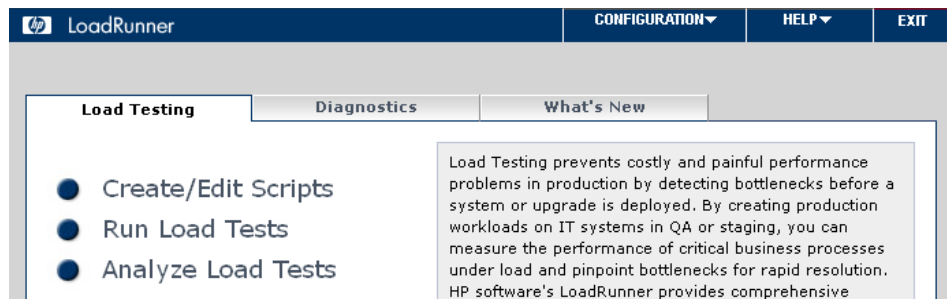 hp LoadRunner CONFIGURATION HELP EXIT
Load Testing Diagnostics What's New
Create/Edit Scripts
Run Load Tests
Analyze Load Tests
Load Testing prevents costly and painful performance
problems in production by detecting bottlenecks before a
system or upgrade is deployed. By creating production
workloads on IT systems in QA or staging, you can
measure the performance of critical business processes
under load and pinpoint bottlenecks for rapid resolution.
HP software's LoadRunner provides comprehensive